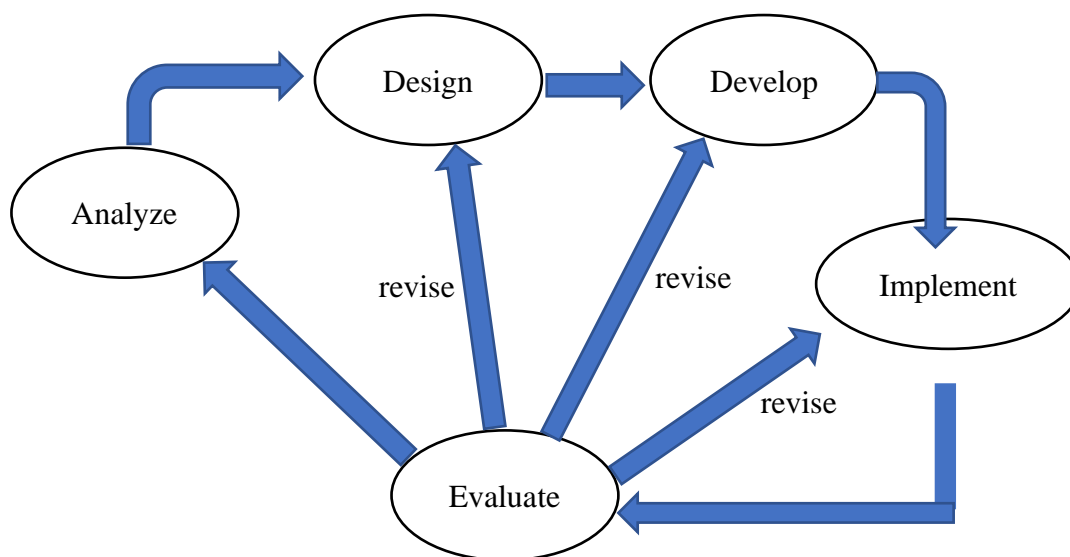 Design
Develop
Analyze
revise
revise
Implement
revise
Evaluate